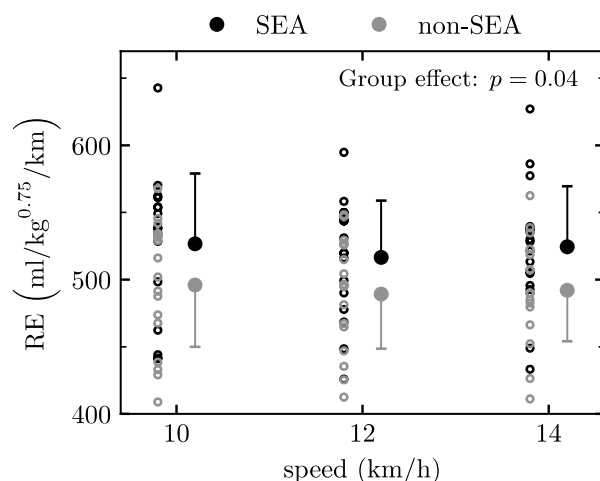 SEA non-SEA
Group effect: p = 0.04
RE (ml/kg^0.75/km)
600
500
400
10 12 14
speed (km/h)